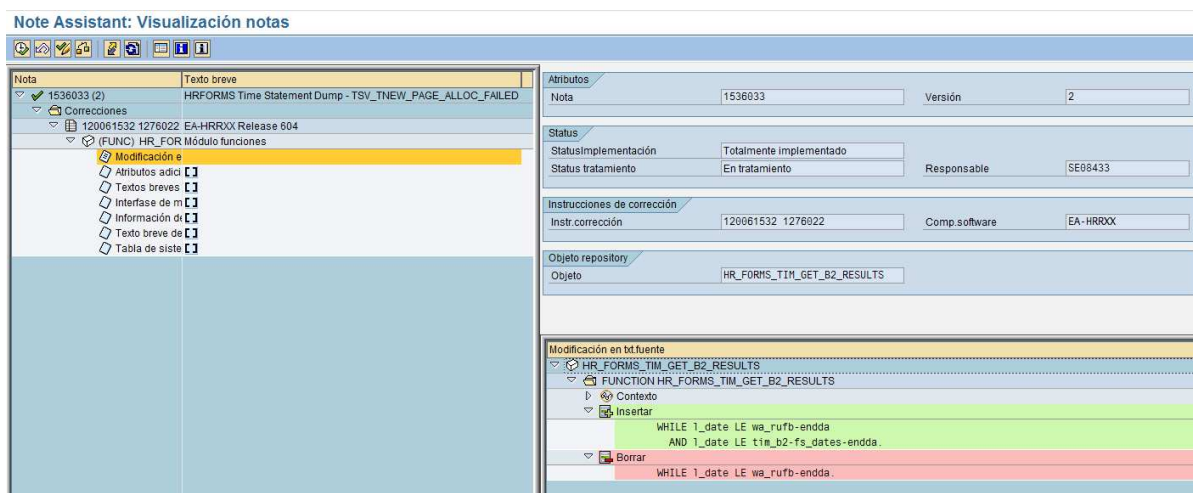 Note Assistant: Visualización notas
Nota Texto breve
1536033 (2) HRFORMS Time Statement Dump - TSV_TNEW_PAGE_ALLOC_FAILED
Correcciones
120061532 1276022 EA-HRRXX Release 604
(FUNC) HR_FOR Módulo funciones
Modificación e
Atributos adici
Textos breves
Interfase de m
Información de
Texto breve de
Tabla de siste
Atributos
Nota 1536033 Versión 2
Status
StatusImplementación Totalmente implementado
Status tratamiento En tratamiento Responsable SE08433
Instrucciones de corrección
Instr.corrección 120061532 1276022 Comp.software EA-HRRXX
Objeto repository
Objeto HR_FORMS_TIM_GET_B2_RESULTS
Modificación en txt.fuente
HR_FORMS_TIM_GET_B2_RESULTS
FUNCTION HR_FORMS_TIM_GET_B2_RESULTS
Contexto
Insertar
WHILE l_date LE wa_rufb-endda
AND l_date LE tim_b2-fs_dates-endda.
Borrar
WHILE l_date LE wa_rufb-endda.